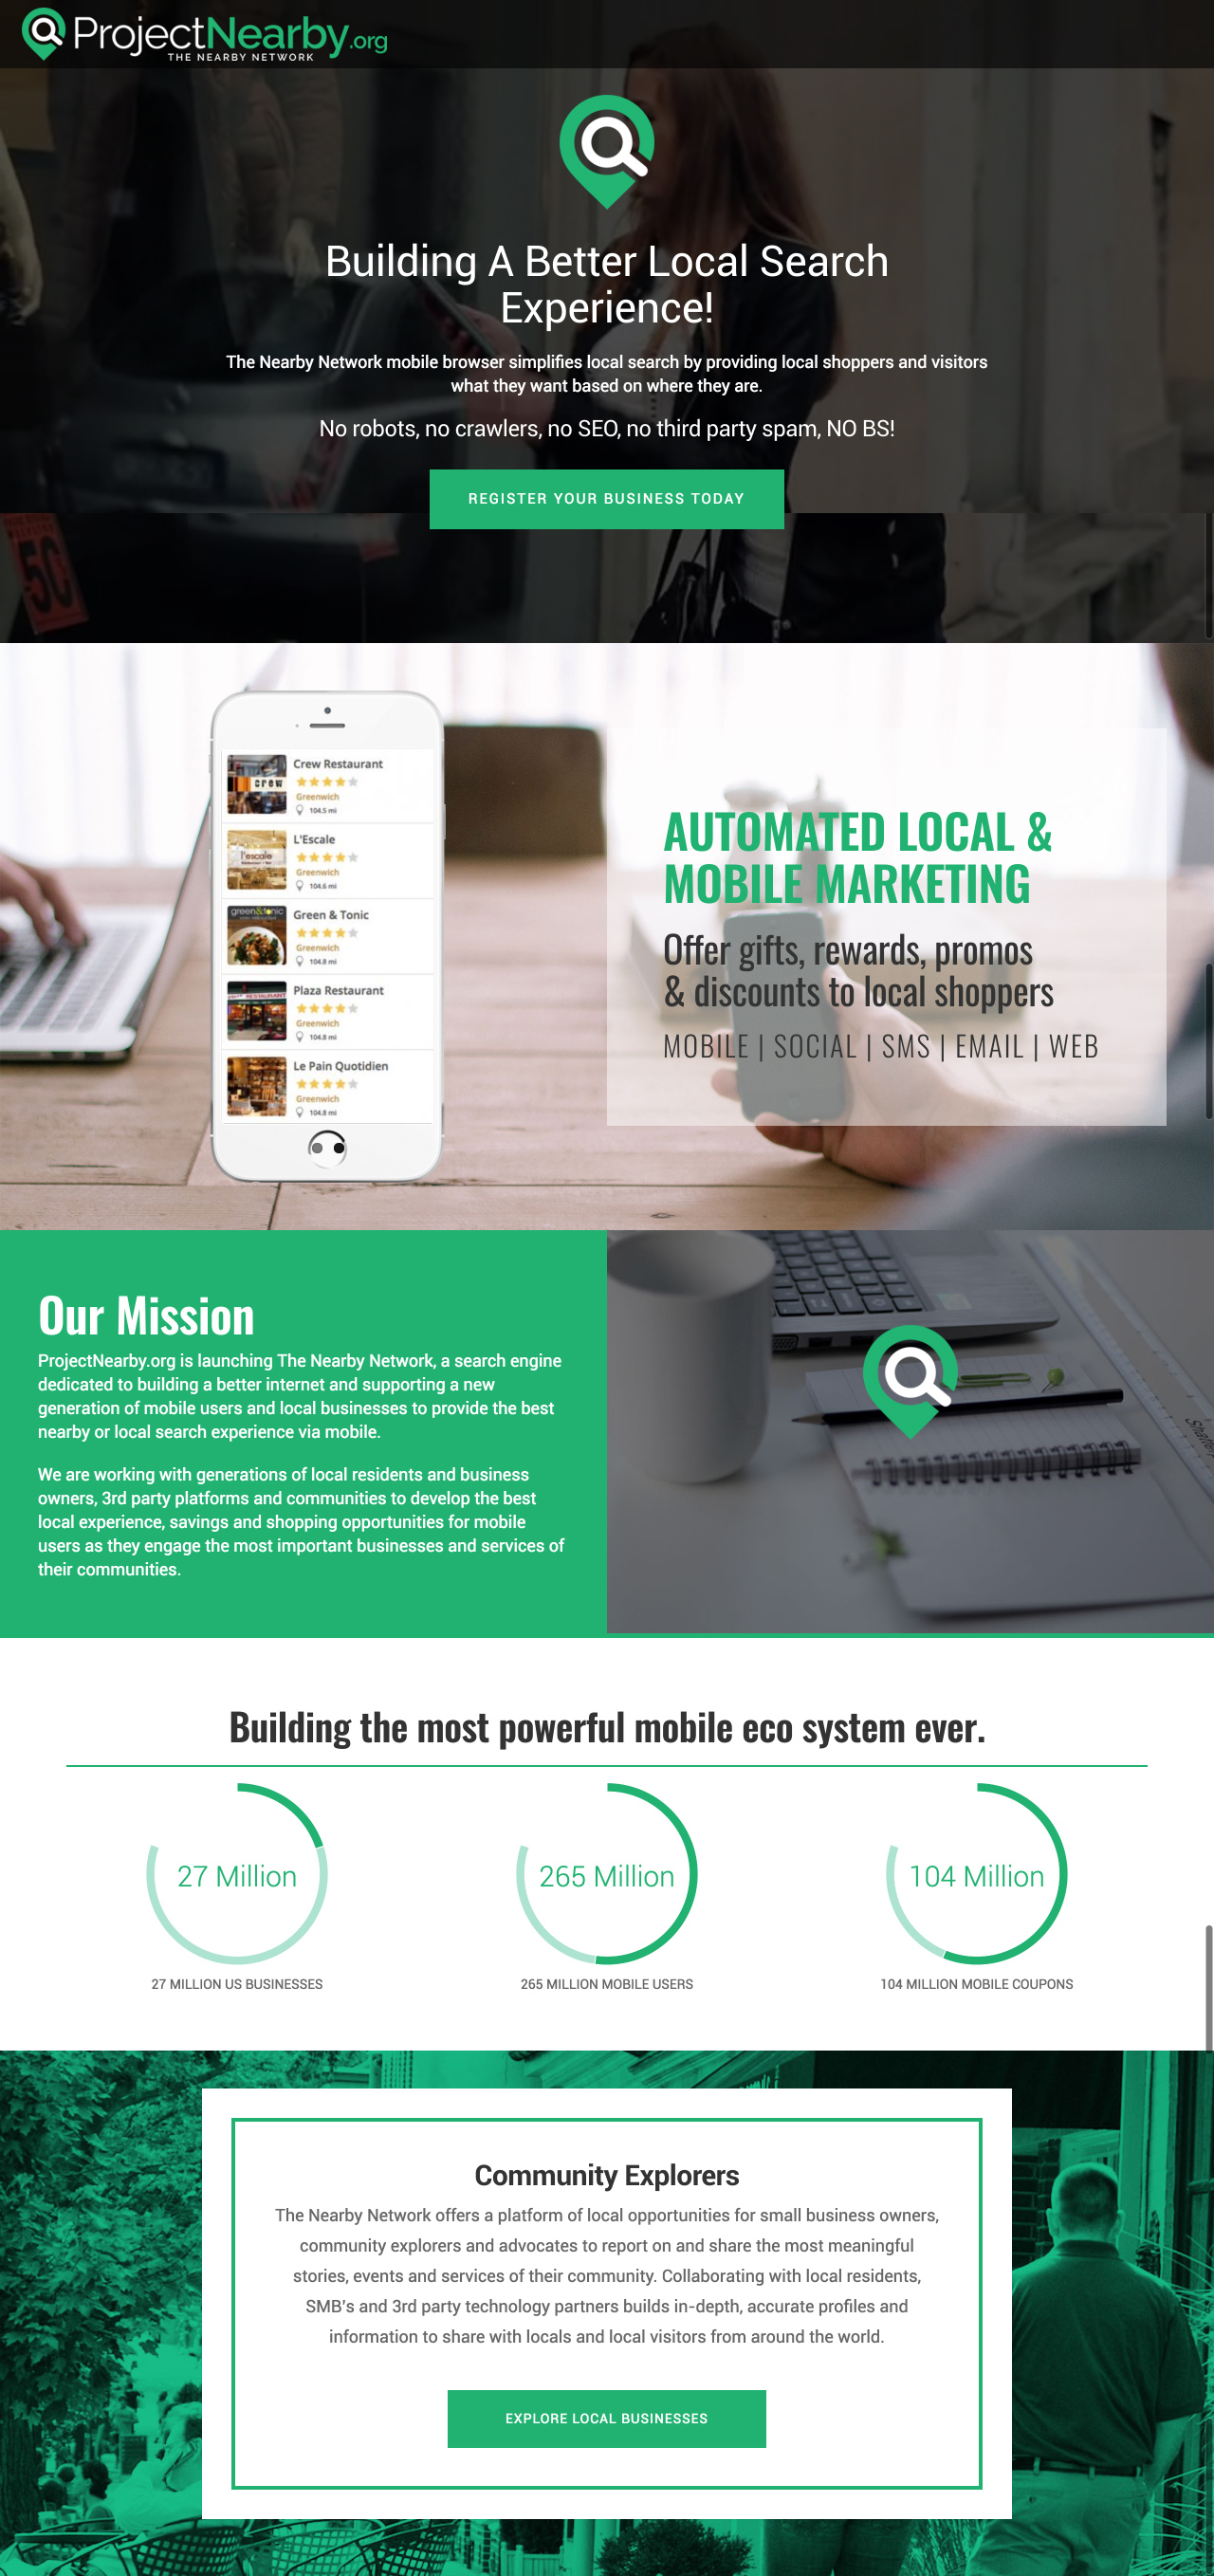 ProjectNearby.org
THE NEARBY NETWORK
Building A Better Local Search
Experience!
The Nearby Network mobile browser simplifies local search by providing local shoppers and visitors
what they want based on where they are.
No robots, no crawlers, no SEO, no third party spam, NO BS!
REGISTER YOUR BUSINESS TODAY
50
Crew Restaurant
crew
Greenwich
104.5 mi
L'Escale
l'escale
Greenwich
104.6 mi
green&tonic
Green & Tonic
Greenwich
104.8 mi
Plaza Restaurant
RESTAURANT
Greenwich
104.8 mi
Le Pain Quotidien
Greenwich
104.8 mi
AUTOMATED LOCAL &
MOBILE MARKETING
Offer gifts, rewards, promos
& discounts to local shoppers
MOBILE | SOCIAL | SMS | EMAIL | WEB
Our Mission
ProjectNearby.org is launching The Nearby Network, a search engine
dedicated to building a better internet and supporting a new
generation of mobile users and local businesses to provide the best
nearby or local search experience via mobile.
We are working with generations of local residents and business
owners, 3rd party platforms and communities to develop the best
local experience, savings and shopping opportunities for mobile
users as they engage the most important businesses and services of
their communities.
Building the most powerful mobile eco system ever.
27 Million
265 Million
104 Million
27 MILLION US BUSINESSES
265 MILLION MOBILE USERS
104 MILLION MOBILE COUPONS
Community Explorers
The Nearby Network offers a platform of local opportunities for small business owners,
community explorers and advocates to report on and share the most meaningful
stories, events and services of their community. Collaborating with local residents,
SMB's and 3rd party technology partners builds in-depth, accurate profiles and
information to share with locals and local visitors from around the world.
EXPLORE LOCAL BUSINESSES